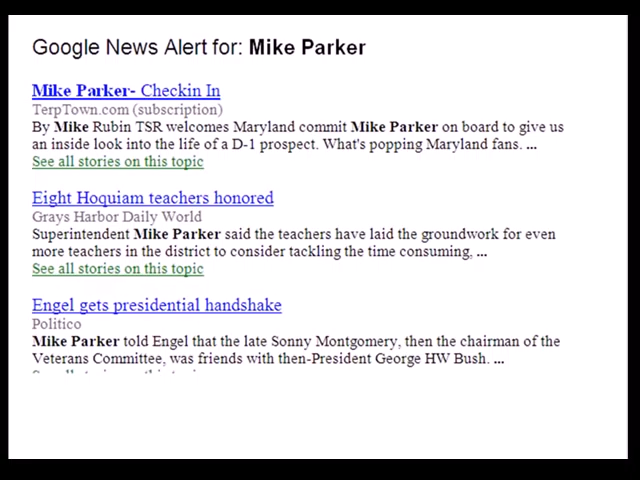 Google News Alert for: Mike Parker
Mike Parker- Checkin In
TerpTown.com (subscription)
By Mike Rubin TSR welcomes Maryland commit Mike Parker on board to give us
an inside look into the life of a D-1 prospect. What's popping Maryland fans. ...
See all stories on this topic
Eight Hoquiam teachers honored
Grays Harbor Daily World
Superintendent Mike Parker said the teachers have laid the groundwork for even
more teachers in the district to consider tackling the time consuming, ...
See all stories on this topic
Engel gets presidential handshake
Politico
Mike Parker told Engel that the late Sonny Montgomery, then the chairman of the
Veterans Committee, was friends with then-President George HW Bush. ...